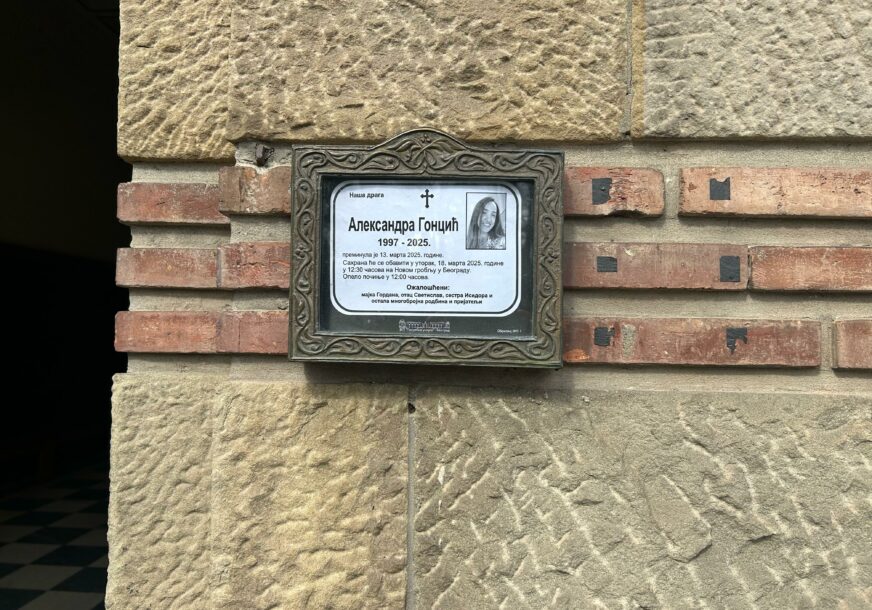 Наша драга
Александра Гонцић
1997 - 2025.
преминула је 13. марта 2025. године.
Сахрана ће се обавити у уторак, 18. марта 2025. године
у 12:30 часова на Новом гробљу у Београду.
Опело почиње у 12:00 часова.
Ожалошћени:
мајка Гордана, отац Светислав, сестра Исидора и
остала многобројна родбина и пријатељи